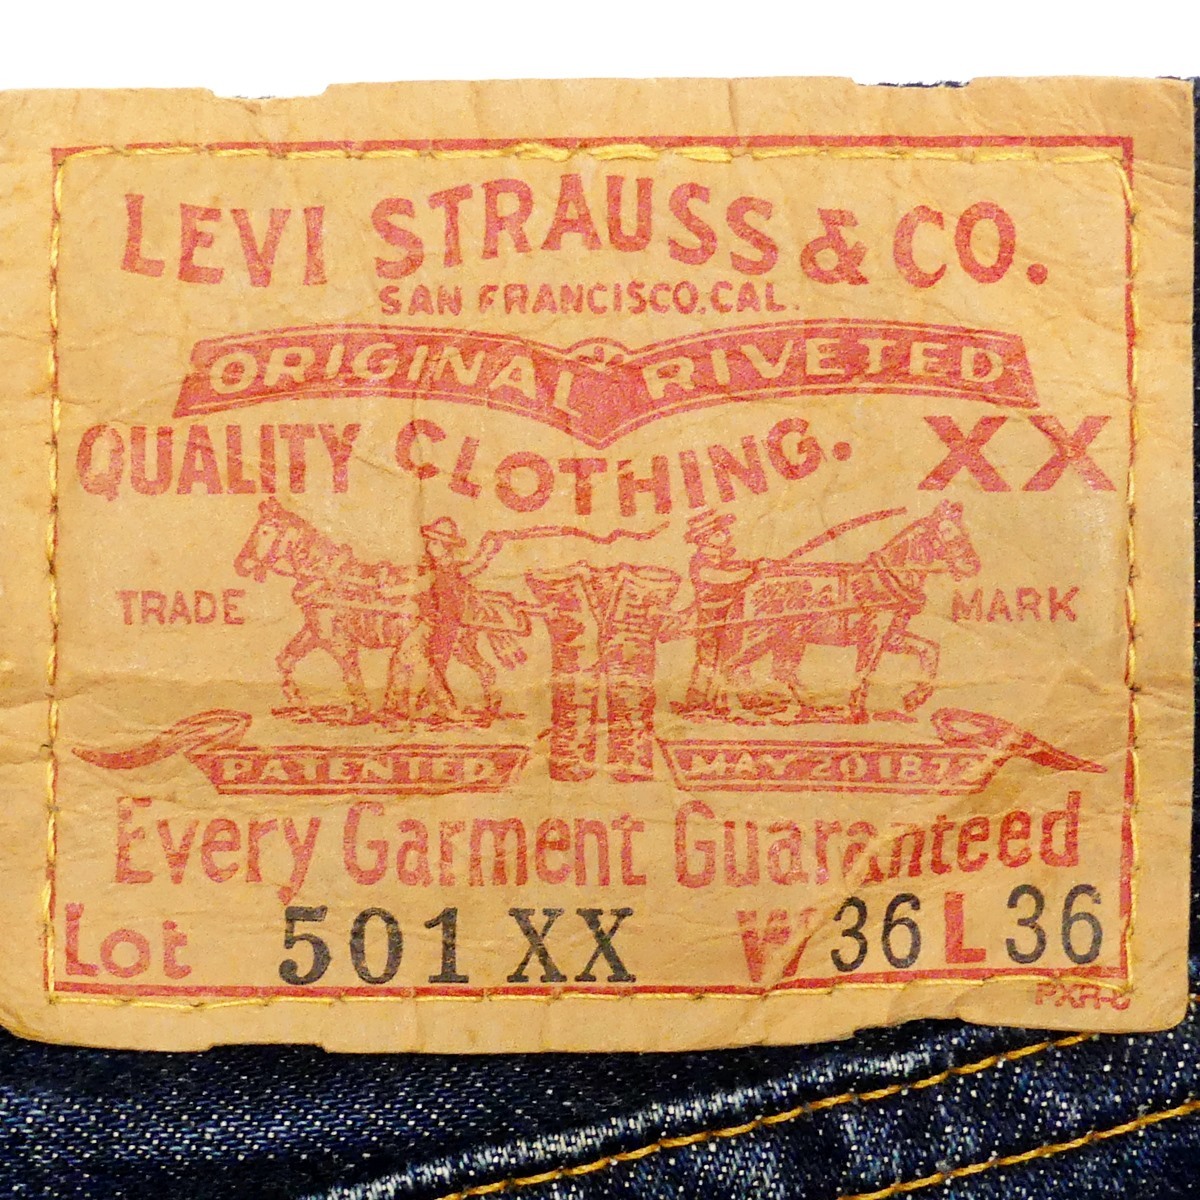 LEVI STRAUSS & CO.
SAN FRANCISCO, CAL.
ORIGINAL RIVETED
QUALITY CLOTHING. XX
TRADE MARK
PATENTED MAY 20 1873
Every Garment Guaranteed
Lot 501 XX W 36 L 36